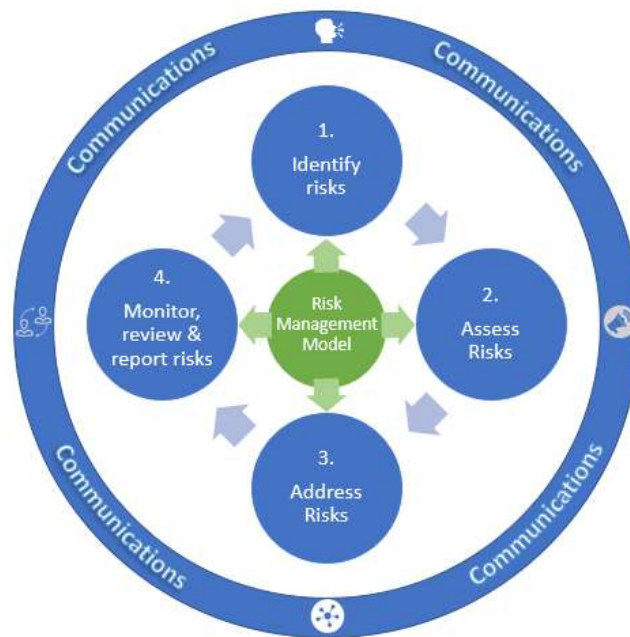 Communications
Communications
1.
Identify
risks
4.
Monitor,
review &
report risks
Risk
Management
Model
2.
Assess
Risks
3.
Address
Risks
Communications
Communications